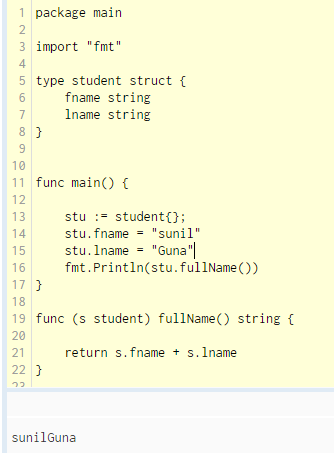 1 package main
2
3 import "fmt"
4
5 type student struct {
6     fname string
7     lname string
8 }
9
10
11 func main() {
12
13     stu := student{};
14     stu.fname = "sunil"
15     stu.lname = "Guna"
16     fmt.Println(stu.fullName())
17 }
18
19 func (s student) fullName() string {
20
21     return s.fname + s.lname
22 }
23
sunilGuna